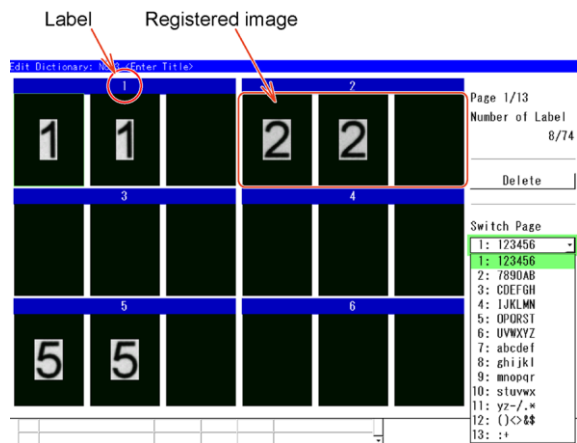 Label Registered image
Edit Dictionary: No. <Enter Title>
1 2
1 1 2 2
3 4
5 6
5 5
Page 1/13
Number of Label
8/74
Delete
Switch Page
1: 123456
1: 123456
2: 7890AB
3: CDEFGH
4: IJKLMN
5: OPQRST
6: UVWXYZ
7: abcdef
8: ghijkl
9: mnopqr
10: stuvwx
11: yz-/.*
12: ()<>&$
13: :+